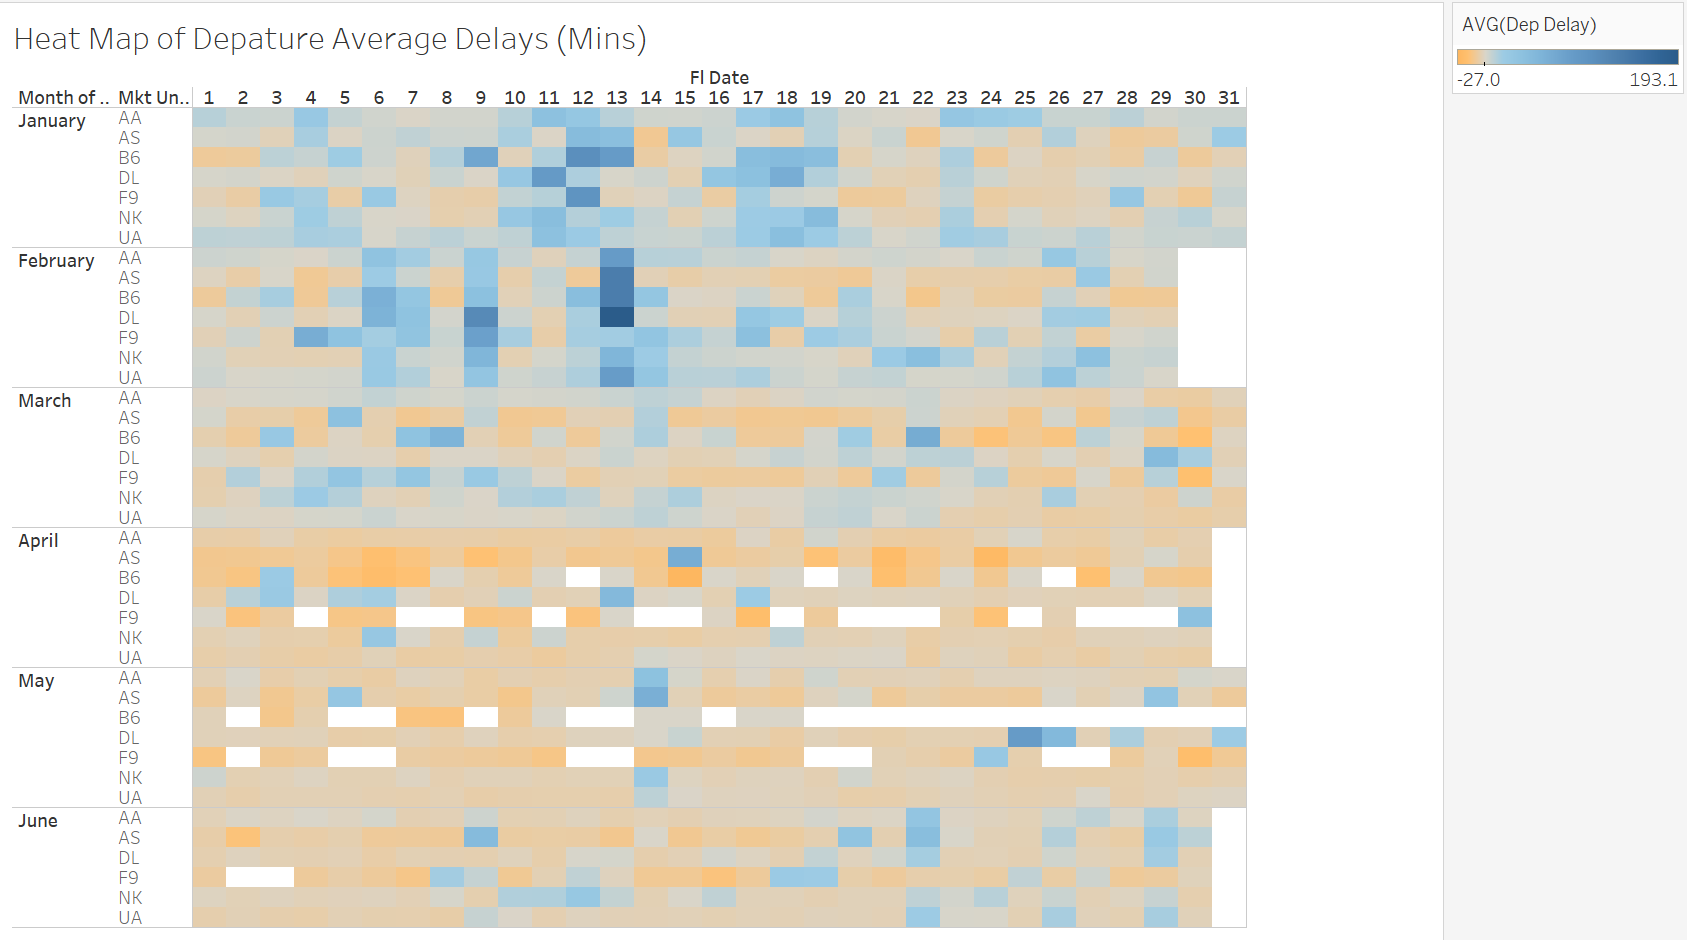 Heat Map of Depature Average Delays (Mins)
AVG(Dep Delay)
-27.0 193.1
Fl Date
Month of .. Mkt Un.. 1 2 3 4 5 6 7 8 9 10 11 12 13 14 15 16 17 18 19 20 21 22 23 24 25 26 27 28 29 30 31
January AA
AS
B6
DL
F9
NK
UA
February AA
AS
B6
DL
F9
NK
UA
March AA
AS
B6
DL
F9
NK
UA
April AA
AS
B6
DL
F9
NK
UA
May AA
AS
B6
DL
F9
NK
UA
June AA
AS
DL
F9
NK
UA